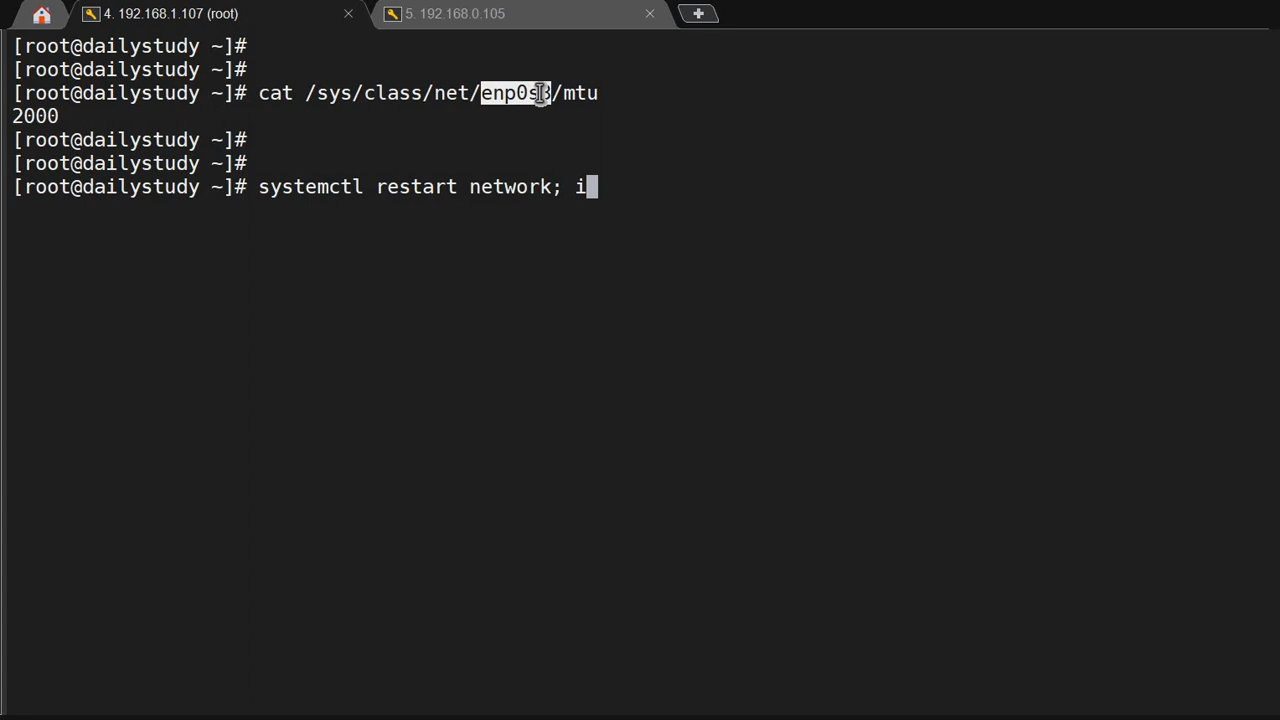 4. 192.168.1.107 (root)
5. 192.168.0.105
[root@dailystudy ~]#
[root@dailystudy ~]#
[root@dailystudy ~]# cat /sys/class/net/enp0s3/mtu
2000
[root@dailystudy ~]#
[root@dailystudy ~]#
[root@dailystudy ~]# systemctl restart network; i